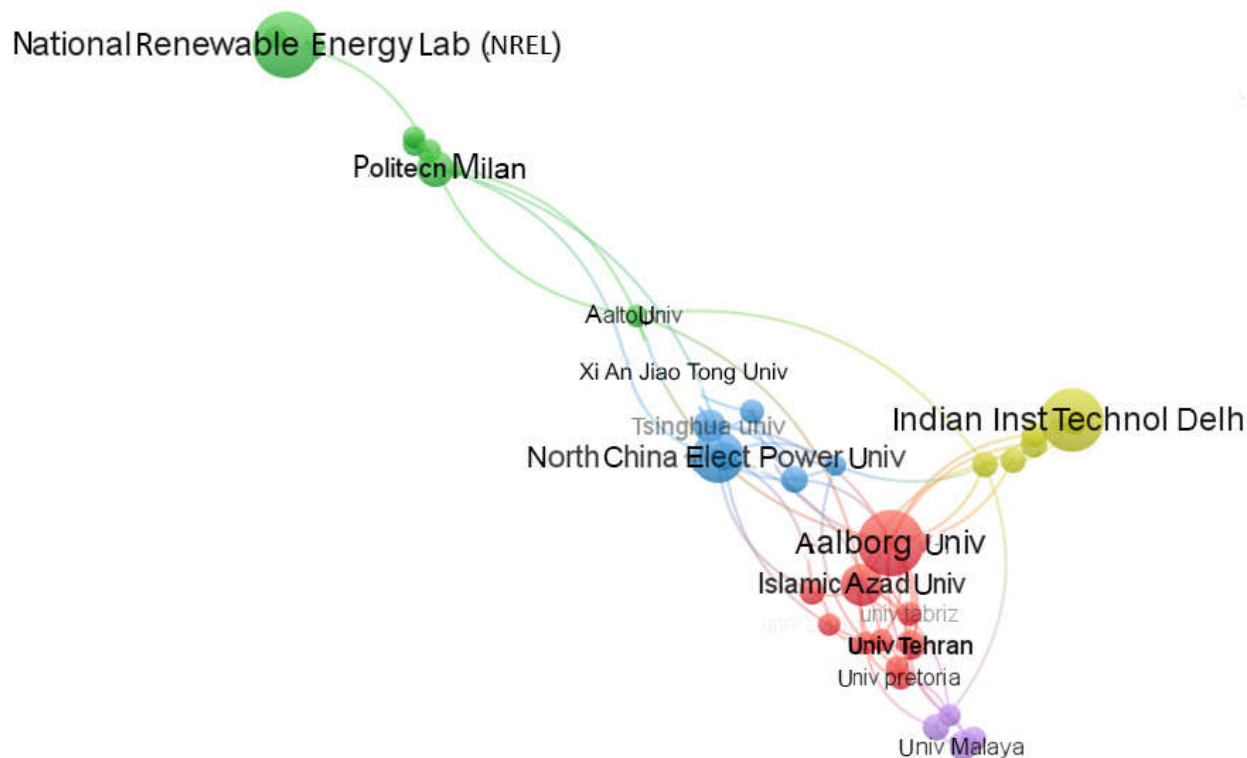 National Renewable Energy Lab (NREL)
Politecn Milan
Aalto Univ
Xi An Jiao Tong Univ
Tsinghua univ
Indian Inst Technol Delh
North China Elect Power Univ
Aalborg Univ
Islamic Azad Univ
univ tabriz
univ
Univ Tehran
Univ pretoria
Univ Malaya